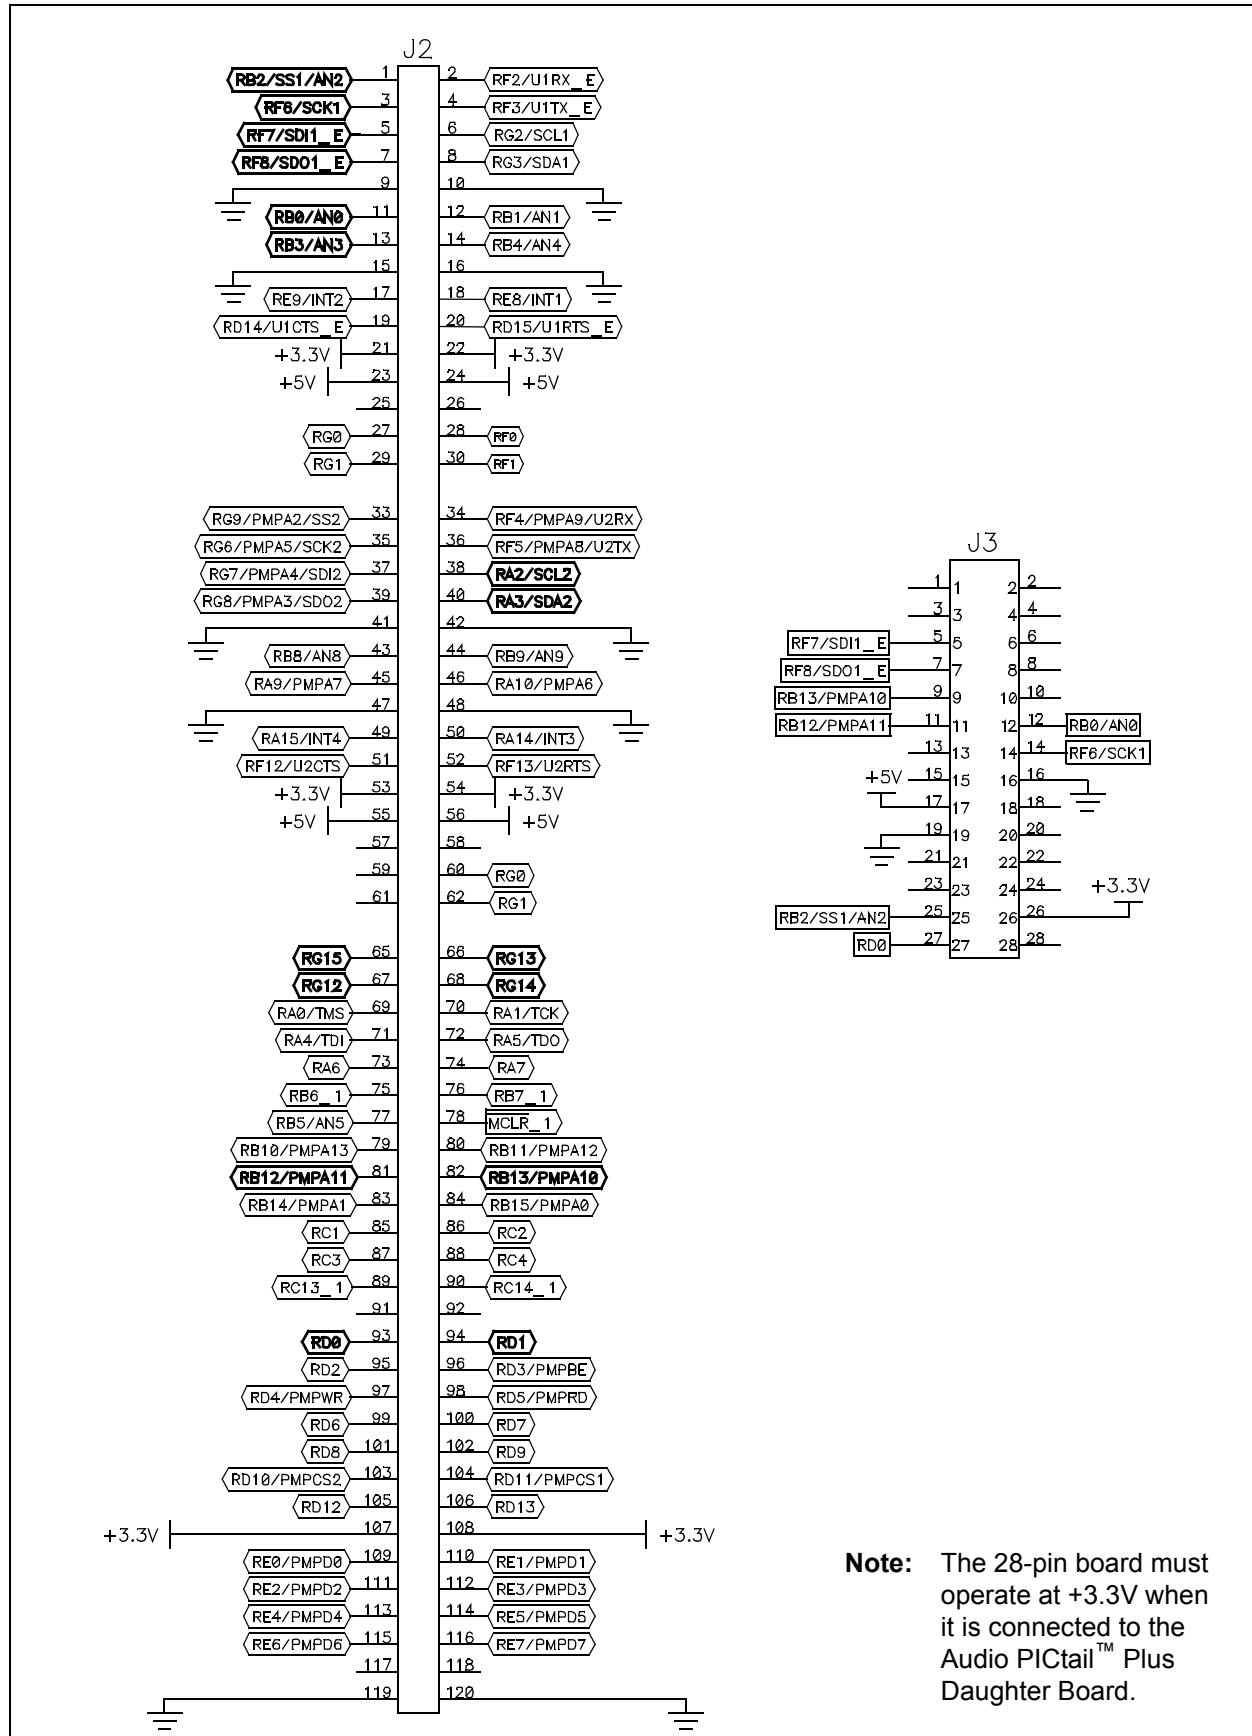 J2
RB2/SS1/AN2 1 2 RF2/U1RX_E
RF6/SCK1 3 4 RF3/U1TX_E
RF7/SDI1_E 5 6 RG2/SCL1
RF8/SDO1_E 7 8 RG3/SDA1
9 10
RB0/AN0 11 12 RB1/AN1
RB3/AN3 13 14 RB4/AN4
15 16
RE9/INT2 17 18 RE8/INT1
RD14/U1CTS_E 19 20 RD15/U1RTS_E
+3.3V 21 22 +3.3V
+5V 23 24 +5V
25 26
RG0 27 28 RF0
RG1 29 30 RF1
RG9/PMPA2/SS2 33 34 RF4/PMPA9/U2RX
RG6/PMPA5/SCK2 35 36 RF5/PMPA8/U2TX
RG7/PMPA4/SDI2 37 38 RA2/SCL2
RG8/PMPA3/SDO2 39 40 RA3/SDA2
41 42
RB8/AN8 43 44 RB9/AN9
RA9/PMPA7 45 46 RA10/PMPA6
47 48
RA15/INT4 49 50 RA14/INT3
RF12/U2CTS 51 52 RF13/U2RTS
+3.3V 53 54 +3.3V
+5V 55 56 +5V
57 58
59 60 RG0
61 62 RG1
RG15 65 66 RG13
RG12 67 68 RG14
RA0/TMS 69 70 RA1/TCK
RA4/TDI 71 72 RA5/TDO
RA6 73 74 RA7
RB6_1 75 76 RB7_1
RB5/AN5 77 78 MCLR_1
RB10/PMPA13 79 80 RB11/PMPA12
RB12/PMPA11 81 82 RB13/PMPA10
RB14/PMPA1 83 84 RB15/PMPA0
RC1 85 86 RC2
RC3 87 88 RC4
RC13_1 89 90 RC14_1
91 92
RD0 93 94 RD1
RD2 95 96 RD3/PMPBE
RD4/PMPWR 97 98 RD5/PMPRD
RD6 99 100 RD7
RD8 101 102 RD9
RD10/PMPCS2 103 104 RD11/PMPCS1
RD12 105 106 RD13
+3.3V 107 108 +3.3V
RE0/PMPD0 109 110 RE1/PMPD1
RE2/PMPD2 111 112 RE3/PMPD3
RE4/PMPD4 113 114 RE5/PMPD5
RE6/PMPD6 115 116 RE7/PMPD7
117 118
119 120
J3
1 1 2 2
3 3 4 4
RF7/SDI1_E 5 5 6 6
RF8/SDO1_E 7 7 8 8
RB13/PMPA10 9 9 10 10
RB12/PMPA11 11 11 12 12 RB0/AN0
13 13 14 14 RF6/SCK1
+5V 15 15 16 16
17 17 18 18
19 19 20 20
21 21 22 22
23 23 24 24 +3.3V
RB2/SS1/AN2 25 25 26 26
RD0 27 27 28 28
Note: The 28-pin board must
operate at +3.3V when
it is connected to the
Audio PICtail™ Plus
Daughter Board.